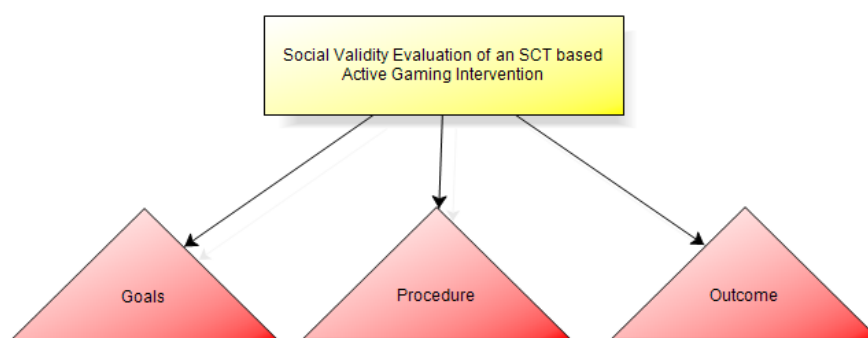 Social Validity Evaluation of an SCT based
Active Gaming Intervention
Goals
Procedure
Outcome